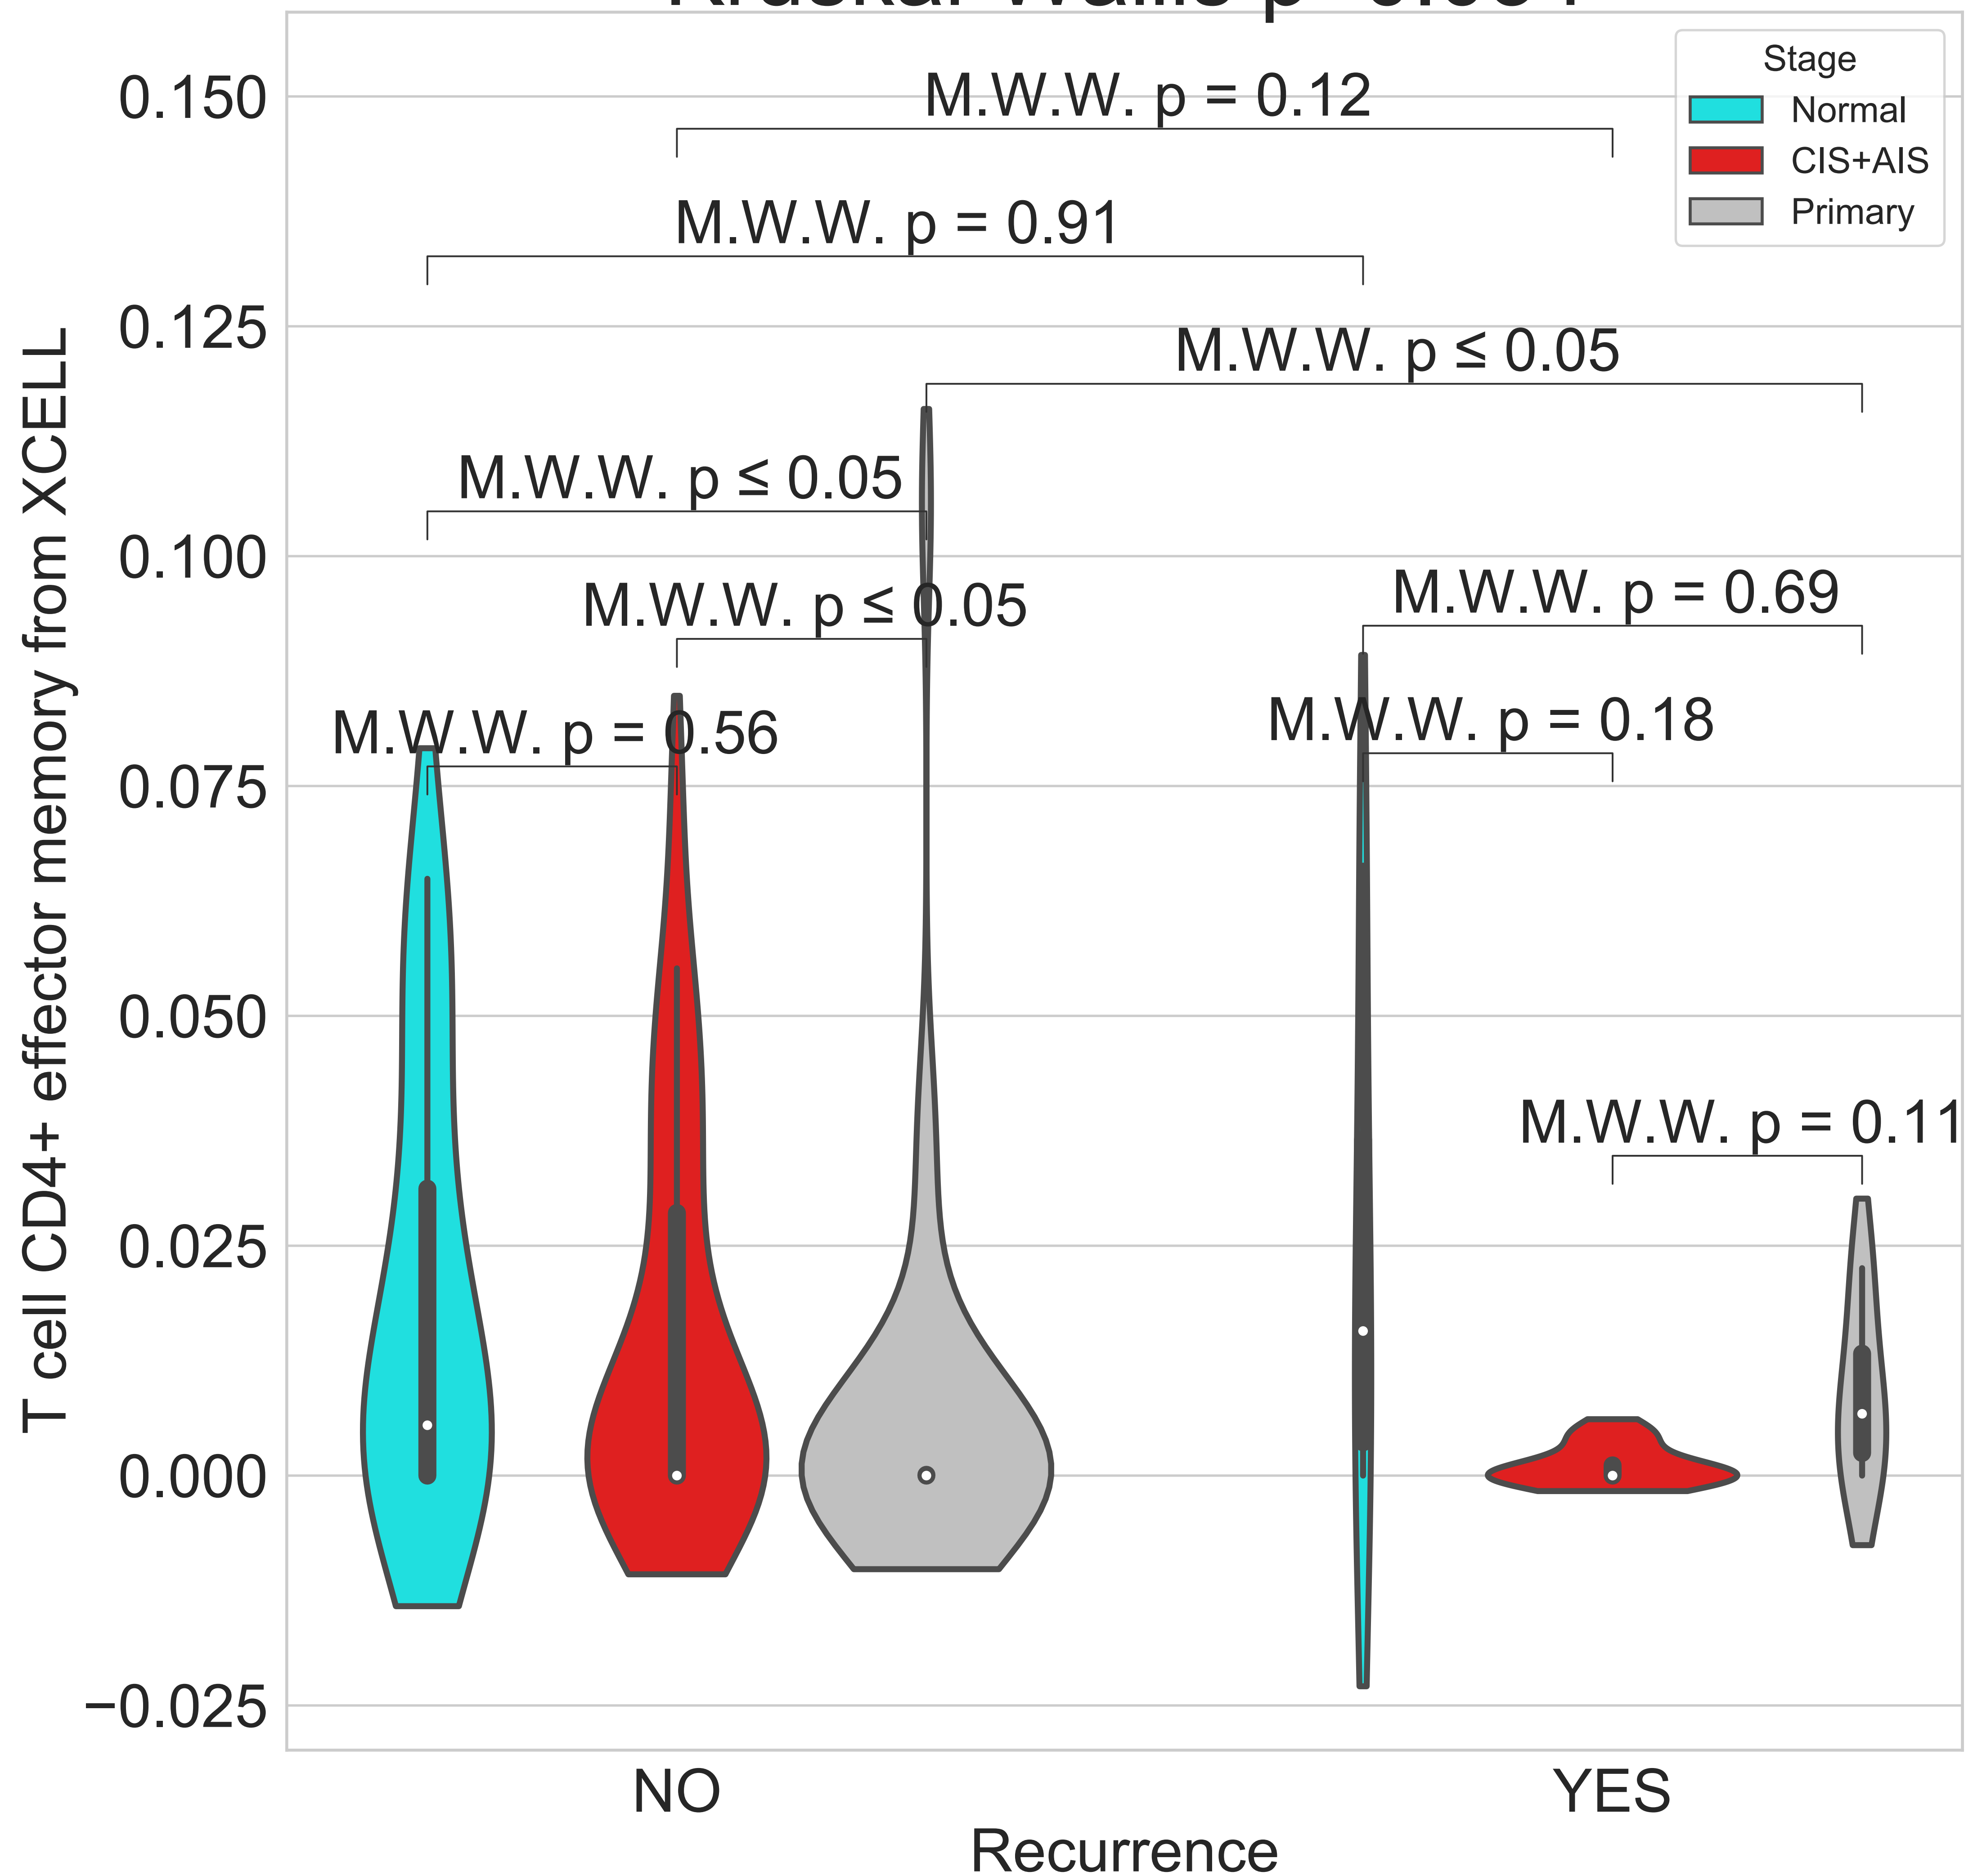 Stage
Normal
CIS+AIS
Primary
M.W.W. p = 0.12
M.W.W. p = 0.91
M.W.W. p ≤ 0.05
M.W.W. p ≤ 0.05
M.W.W. p ≤ 0.05
M.W.W. p = 0.69
M.W.W. p = 0.56
M.W.W. p = 0.18
M.W.W. p = 0.11
0.150
0.125
0.100
0.075
0.050
0.025
0.000
−0.025
T cell CD4+ effector memory from XCELL
NO
YES
Recurrence